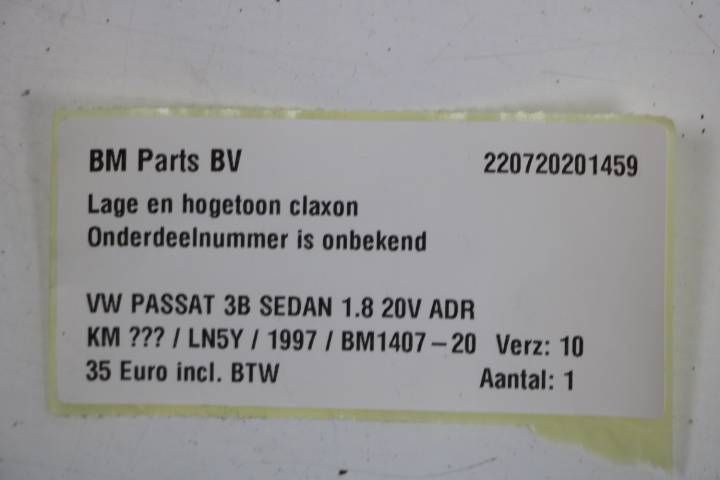 BM Parts BV 220720201459
Lage en hogetoon claxon
Onderdeelnummer is onbekend
VW PASSAT 3B SEDAN 1.8 20V ADR
KM ??? / LN5Y / 1997 / BM1407 – 20 Verz: 10
35 Euro incl. BTW Aantal: 1